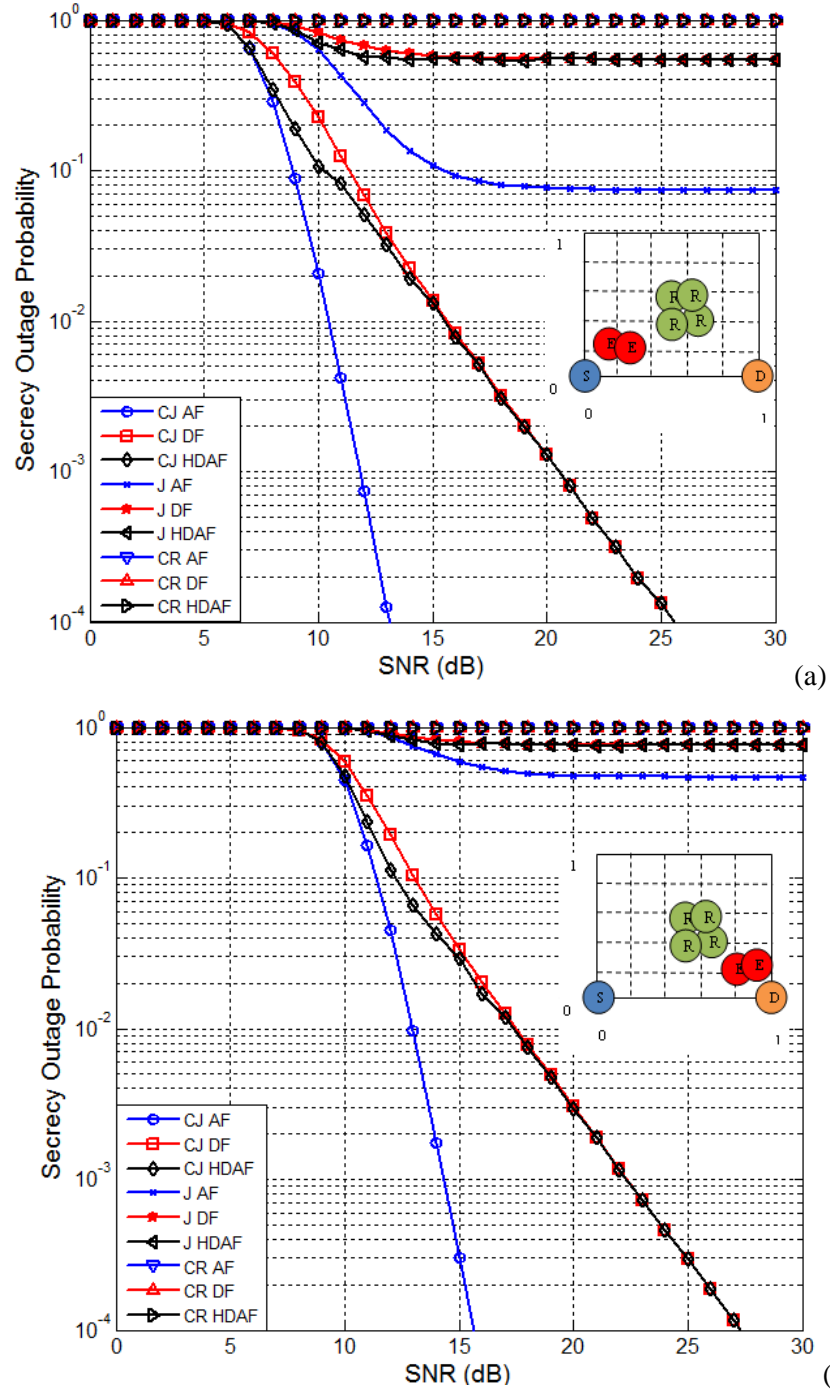 10^0
10^-1
10^-2
10^-3
10^-4
Secrecy Outage Probability
CJ AF
CJ DF
CJ HDAF
J AF
J DF
J HDAF
CR AF
CR DF
CR HDAF
1
R R
R R
E E
0 S D
0 1
0 5 10 15 20 25 30
SNR (dB)
(a)
10^0
10^-1
10^-2
10^-3
10^-4
Secrecy Outage Probability
CJ AF
CJ DF
CJ HDAF
J AF
J DF
J HDAF
CR AF
CR DF
CR HDAF
1
R R
R R
E E
0 S D
0 1
0 5 10 15 20 25 30
SNR (dB)
(